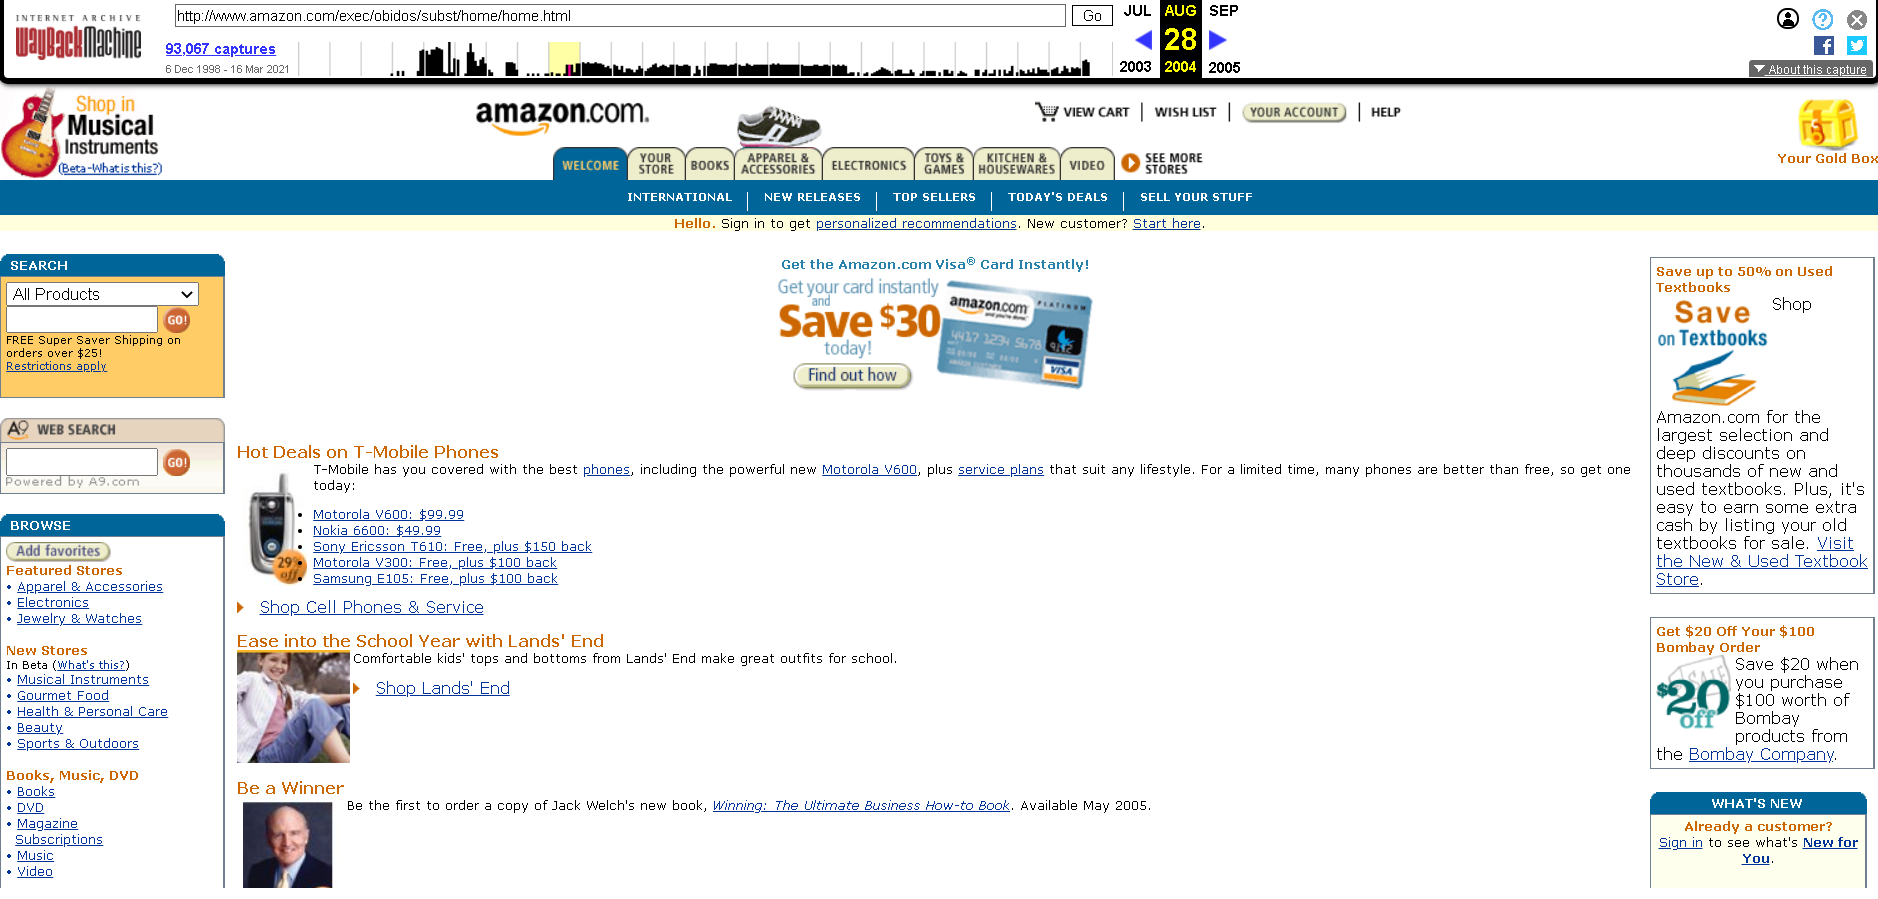 INTERNET ARCHIVE
WayBackMachine
http://www.amazon.com/exec/obidos/subst/home/home.html
Go
93,067 captures
6 Dec 1998 - 16 Mar 2021
JUL AUG SEP
28
2003 2004 2005
About this capture
Shop in
Musical
Instruments
(Beta-What is this?)
amazon.com.
VIEW CART
WISH LIST
YOUR ACCOUNT
HELP
5
Your Gold Box
WELCOME
YOUR
STORE
BOOKS
APPAREL &
ACCESSORIES
ELECTRONICS
TOYS &
GAMES
KITCHEN &
HOUSEWARES
VIDEO
SEE MORE
STORES
INTERNATIONAL
NEW RELEASES
TOP SELLERS
TODAY'S DEALS
SELL YOUR STUFF
Hello. Sign in to get personalized recommendations. New customer? Start here.
SEARCH
All Products
GO!
FREE Super Saver Shipping on
orders over $25!
Restrictions apply
A9 WEB SEARCH
GO!
Powered by A9.com
BROWSE
Add favorites
Featured Stores
• Apparel & Accessories
• Electronics
• Jewelry & Watches
New Stores
In Beta (What's this?)
• Musical Instruments
• Gourmet Food
• Health & Personal Care
• Beauty
• Sports & Outdoors
Books, Music, DVD
• Books
• DVD
• Magazine
Subscriptions
• Music
• Video
Get the Amazon.com Visa® Card Instantly!
Get your card instantly
and
Save $30
today!
Find out how
amazon.com
and you're done.
PLATINUM
4417 1234 5678 9112
VISA
Hot Deals on T-Mobile Phones
T-Mobile has you covered with the best phones, including the powerful new Motorola V600, plus service plans that suit any lifestyle. For a limited time, many phones are better than free, so get one
today:
29%
off
• Motorola V600: $99.99
• Nokia 6600: $49.99
• Sony Ericsson T610: Free, plus $150 back
• Motorola V300: Free, plus $100 back
• Samsung E105: Free, plus $100 back
Shop Cell Phones & Service
Ease into the School Year with Lands' End
Comfortable kids' tops and bottoms from Lands' End make great outfits for school.
Shop Lands' End
Be a Winner
Be the first to order a copy of Jack Welch's new book, Winning: The Ultimate Business How-to Book. Available May 2005.
Save up to 50% on Used
Textbooks
Save
on Textbooks
Shop
Amazon.com for the
largest selection and
deep discounts on
thousands of new and
used textbooks. Plus, it's
easy to earn some extra
cash by listing your old
textbooks for sale. Visit
the New & Used Textbook
Store.
Get $20 Off Your $100
Bombay Order
SALE
$20
off
Save $20 when
you purchase
$100 worth of
Bombay
products from
the Bombay Company.
WHAT'S NEW
Already a customer?
Sign in to see what's New for
You.